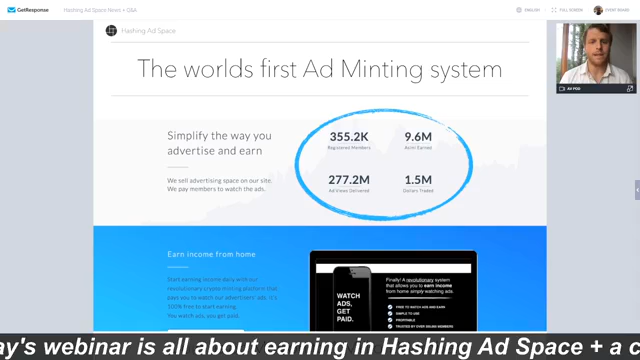 GetResponse
Hashing Ad Space News + Q&A
ENGLISH
FULL SCREEN
Hashing Ad Space
The worlds first Ad Minting system
Simplify the way you
advertise and earn
355.2K
Registered Members
9.6M
Asimi Earned
We sell advertising space on our site.
We pay members to watch the ads.
277.2M
Ad Views Delivered
1.5M
Dollars Traded
Earn income from home
Start earning income daily with our
revolutionary crypto-minting platform that
pays you to watch our advertisers' ads. It's
100% free to start earning.
You watch ads, you get paid.
WATCH
ADS,
GET
PAID.
Finally! A revolutionary system
that allows you to earn income
from home simply watching ads.
FREE TO WATCH ADS AND EARN
SIMPLE TO USE
PROFITABLE
ay's webinar is all about earning in Hashing Ad Space + a c